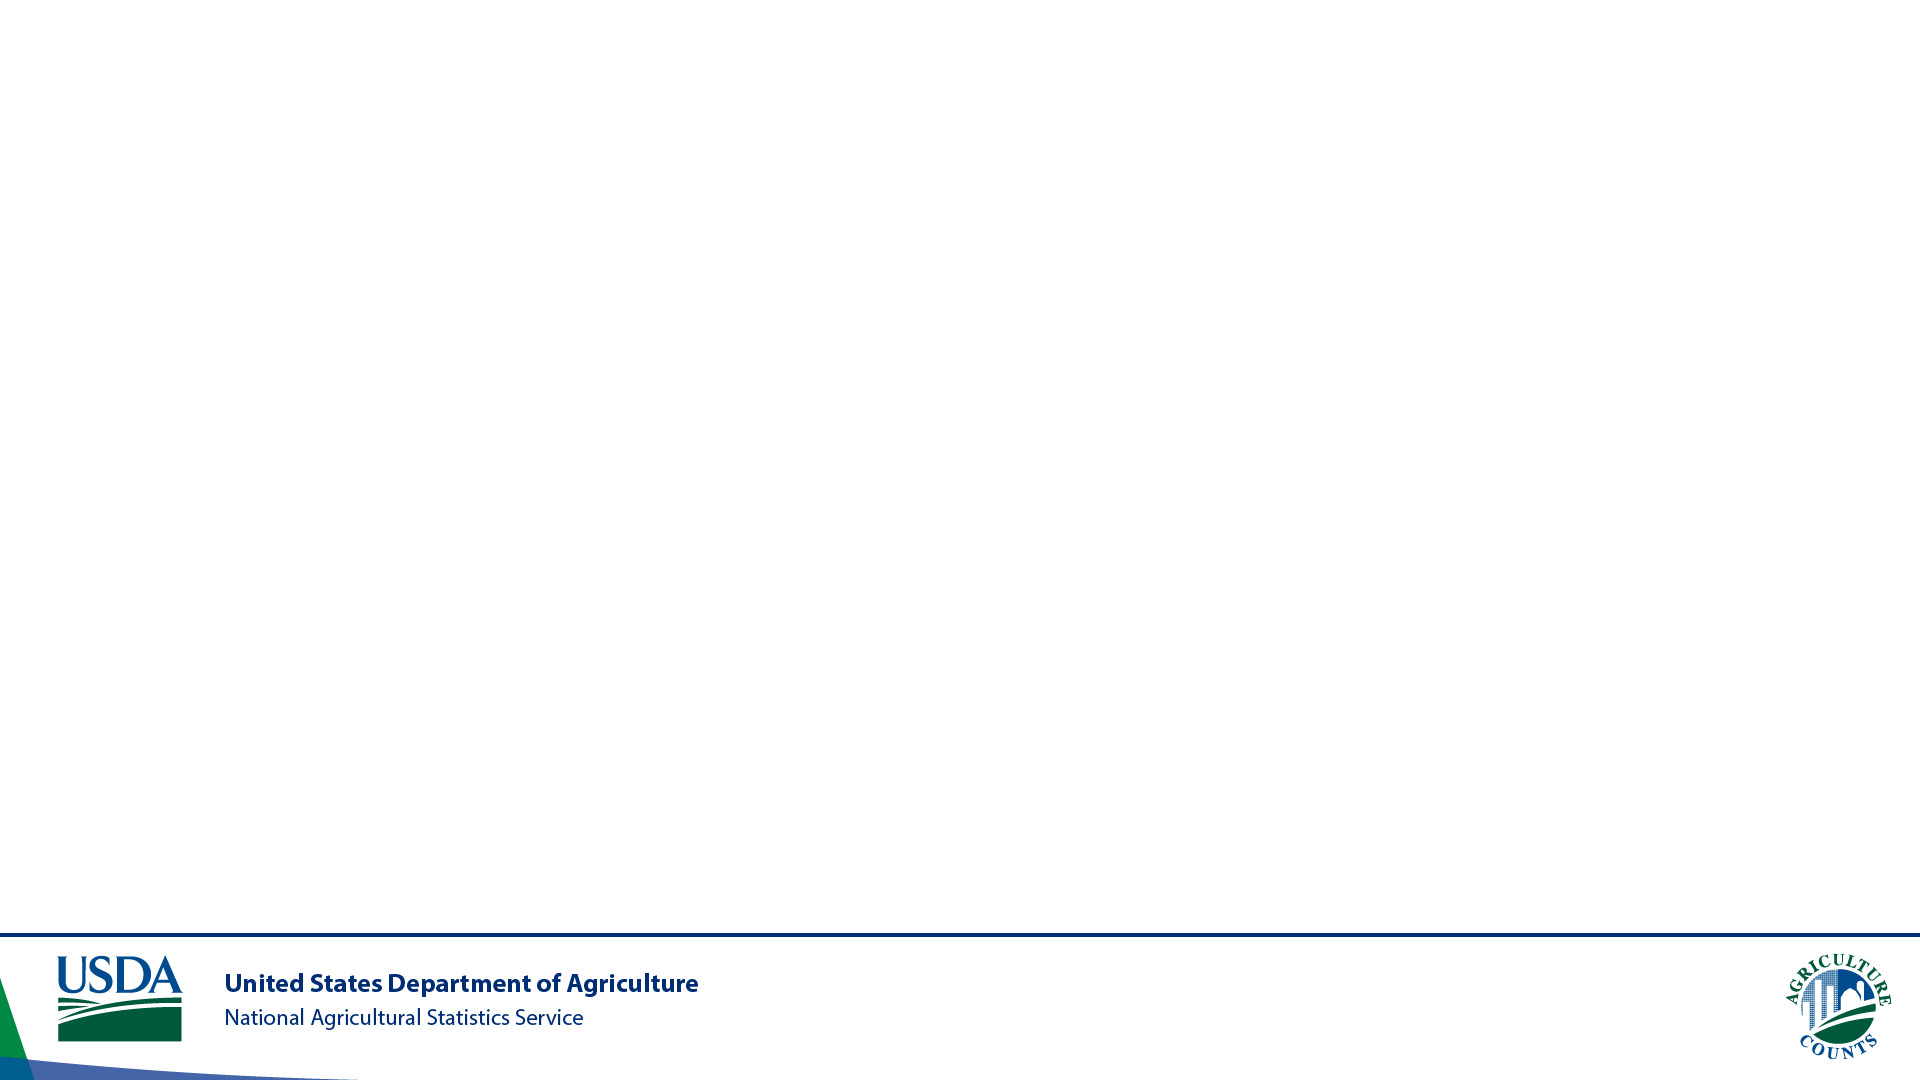 USDA
United States Department of Agriculture
National Agricultural Statistics Service
AGRICULTURE
COUNTS